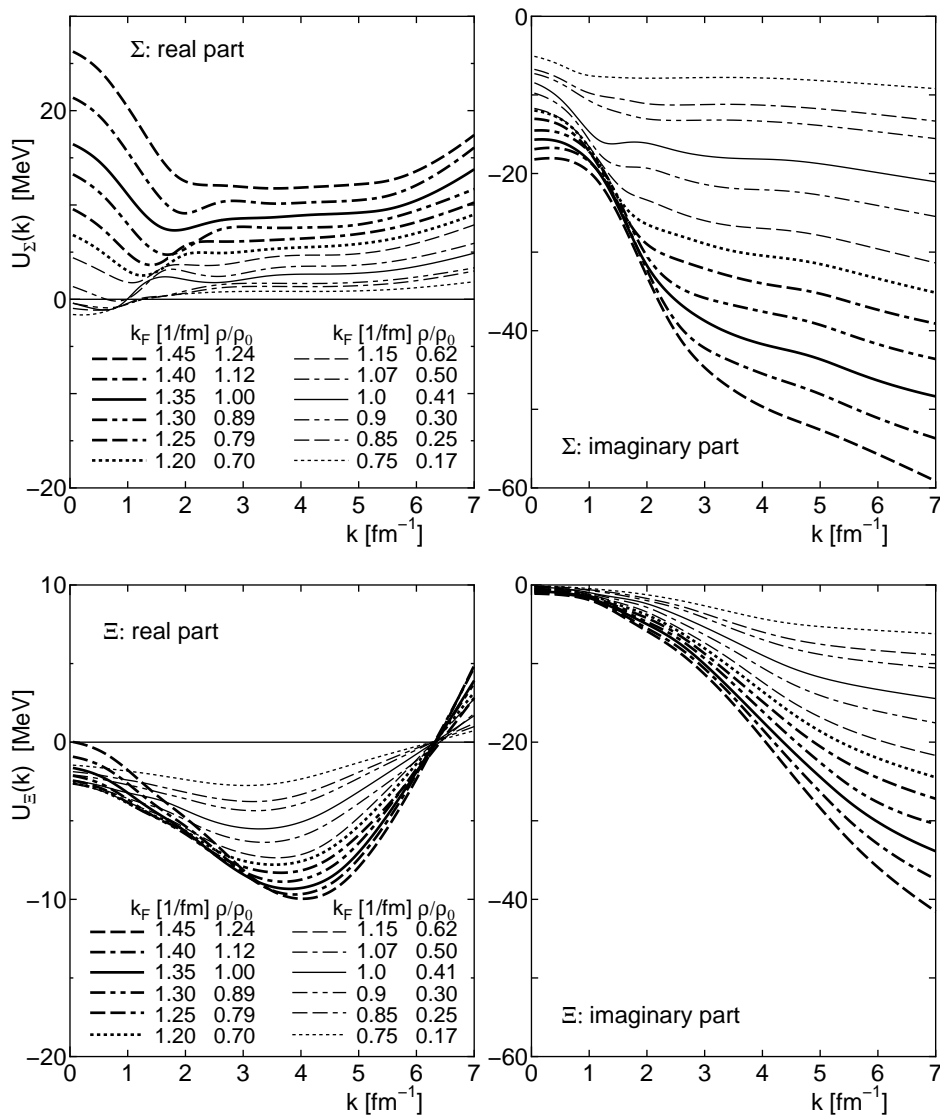 Σ: real part
20
10
0
−20
U_Σ(k) [MeV]
k_F [1/fm] ρ/ρ_0
1.45 1.24
1.40 1.12
1.35 1.00
1.30 0.89
1.25 0.79
1.20 0.70
1.15 0.62
1.07 0.50
1.0 0.41
0.9 0.30
0.85 0.25
0.75 0.17
0 1 2 3 4 5 6 7
k [fm⁻¹]
0
−20
−40
−60
Σ: imaginary part
0 1 2 3 4 5 6 7
k [fm⁻¹]
10
0
−10
−20
U_Ξ(k) [MeV]
Ξ: real part
k_F [1/fm] ρ/ρ_0
1.45 1.24
1.40 1.12
1.35 1.00
1.30 0.89
1.25 0.79
1.20 0.70
k_F [1/fm] ρ/ρ_0
1.15 0.62
1.07 0.50
1.0 0.41
0.9 0.30
0.85 0.25
0.75 0.17
0 1 2 3 4 5 6 7
k [fm⁻¹]
0
−20
−40
−60
Ξ: imaginary part
0 1 2 3 4 5 6 7
k [fm⁻¹]